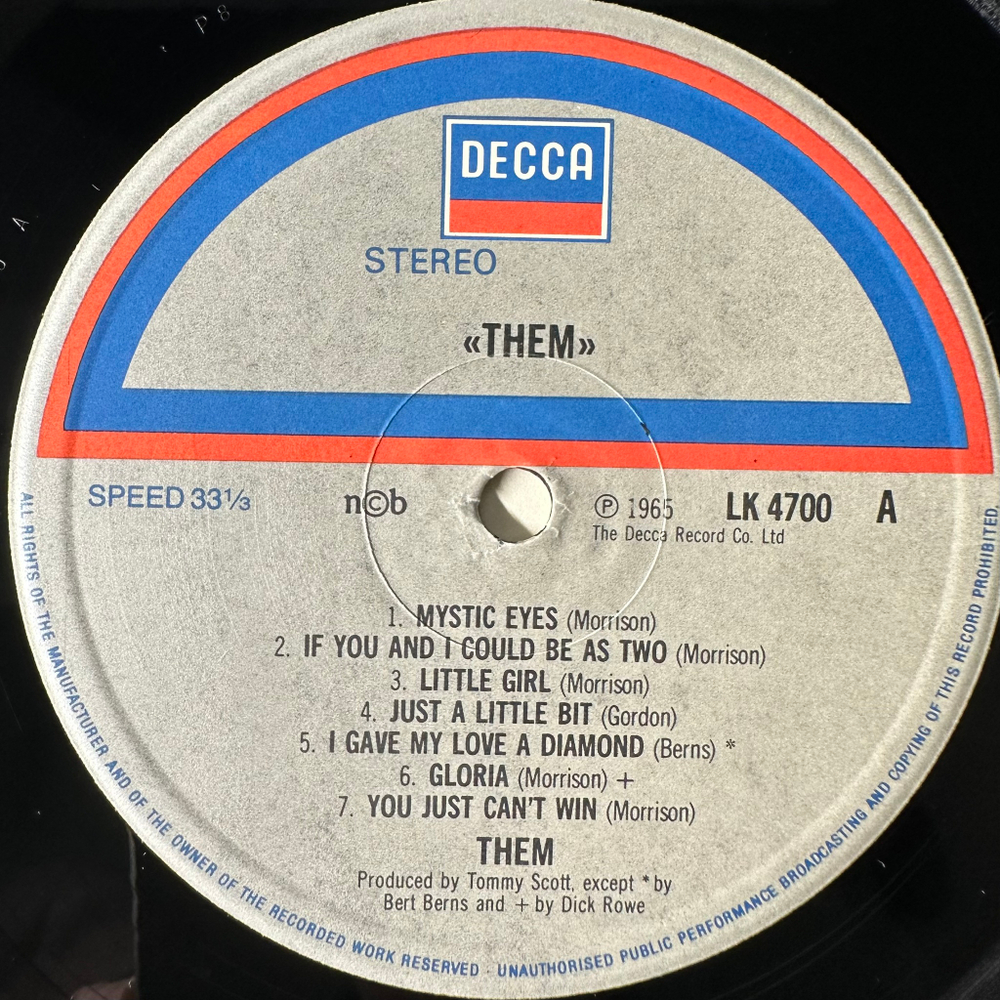 P 8
A
DECCA
STEREO
«THEM»
SPEED 33⅓
n©b
℗ 1965
LK 4700
A
The Decca Record Co. Ltd
1. MYSTIC EYES (Morrison)
2. IF YOU AND I COULD BE AS TWO (Morrison)
3. LITTLE GIRL (Morrison)
4. JUST A LITTLE BIT (Gordon)
5. I GAVE MY LOVE A DIAMOND (Berns) *
6. GLORIA (Morrison) +
7. YOU JUST CAN'T WIN (Morrison)
THEM
Produced by Tommy Scott, except * by
Bert Berns and + by Dick Rowe
ALL RIGHTS OF THE MANUFACTURER AND OF THE OWNER OF THE RECORDED WORK RESERVED · UNAUTHORISED PUBLIC PERFORMANCE BROADCASTING AND COPYING OF THIS RECORD PROHIBITED.